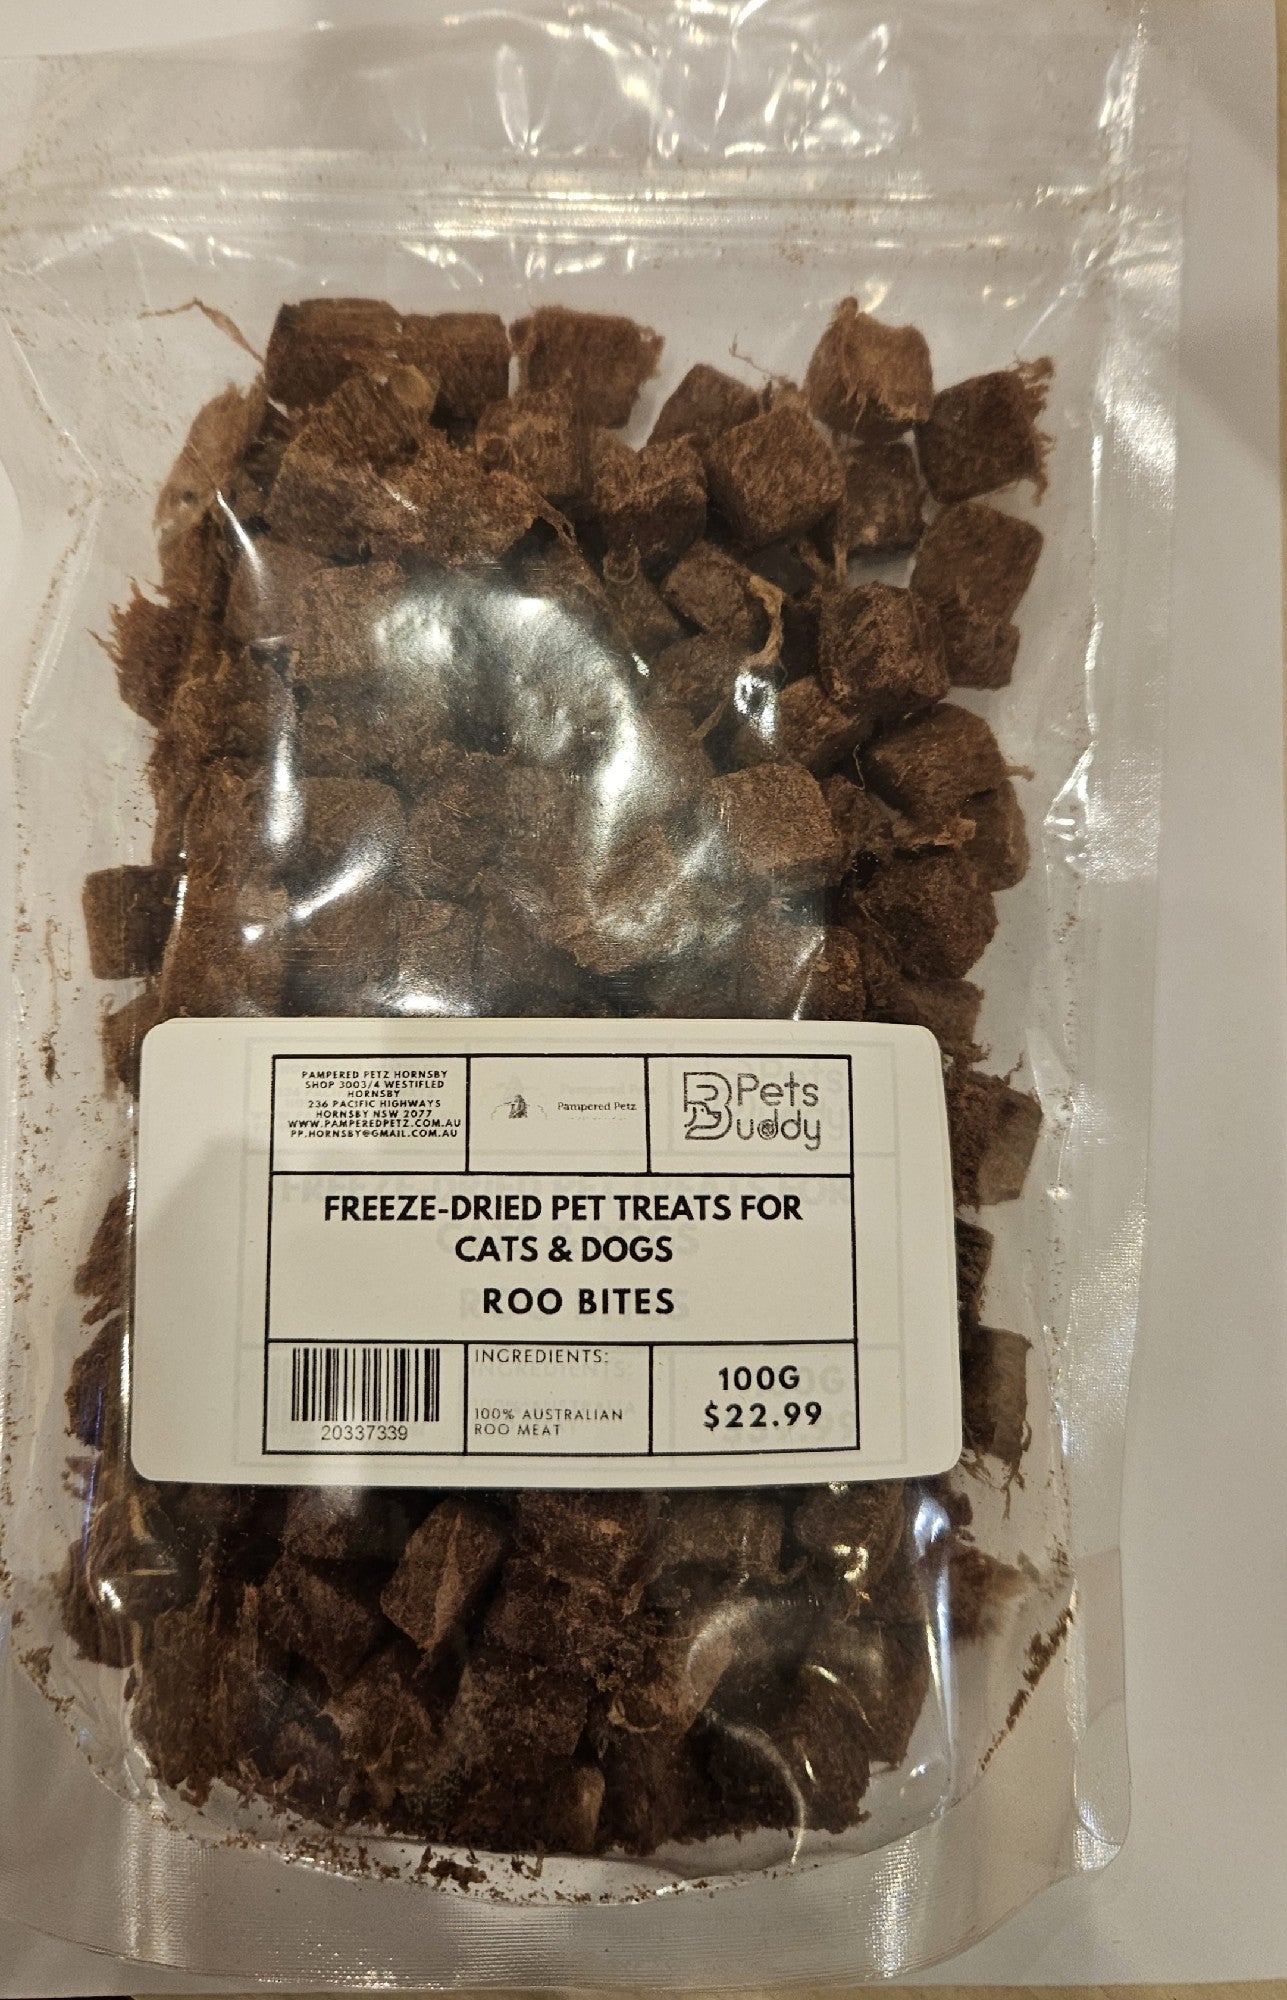 PAMPERED PETZ HORNSBY
SHOP 3003/4 WESTIFLED
HORNSBY
236 PACIFIC HIGHWAYS
HORNSBY NSW 2077
WWW.PAMPEREDPETZ.COM.AU
PP.HORNSBY@GMAIL.COM.AU
Pampered Petz
Pets
Buddy
FREEZE-DRIED PET TREATS FOR
CATS & DOGS
ROO BITES
20337339
INGREDIENTS:
100% AUSTRALIAN
ROO MEAT
100G
$22.99